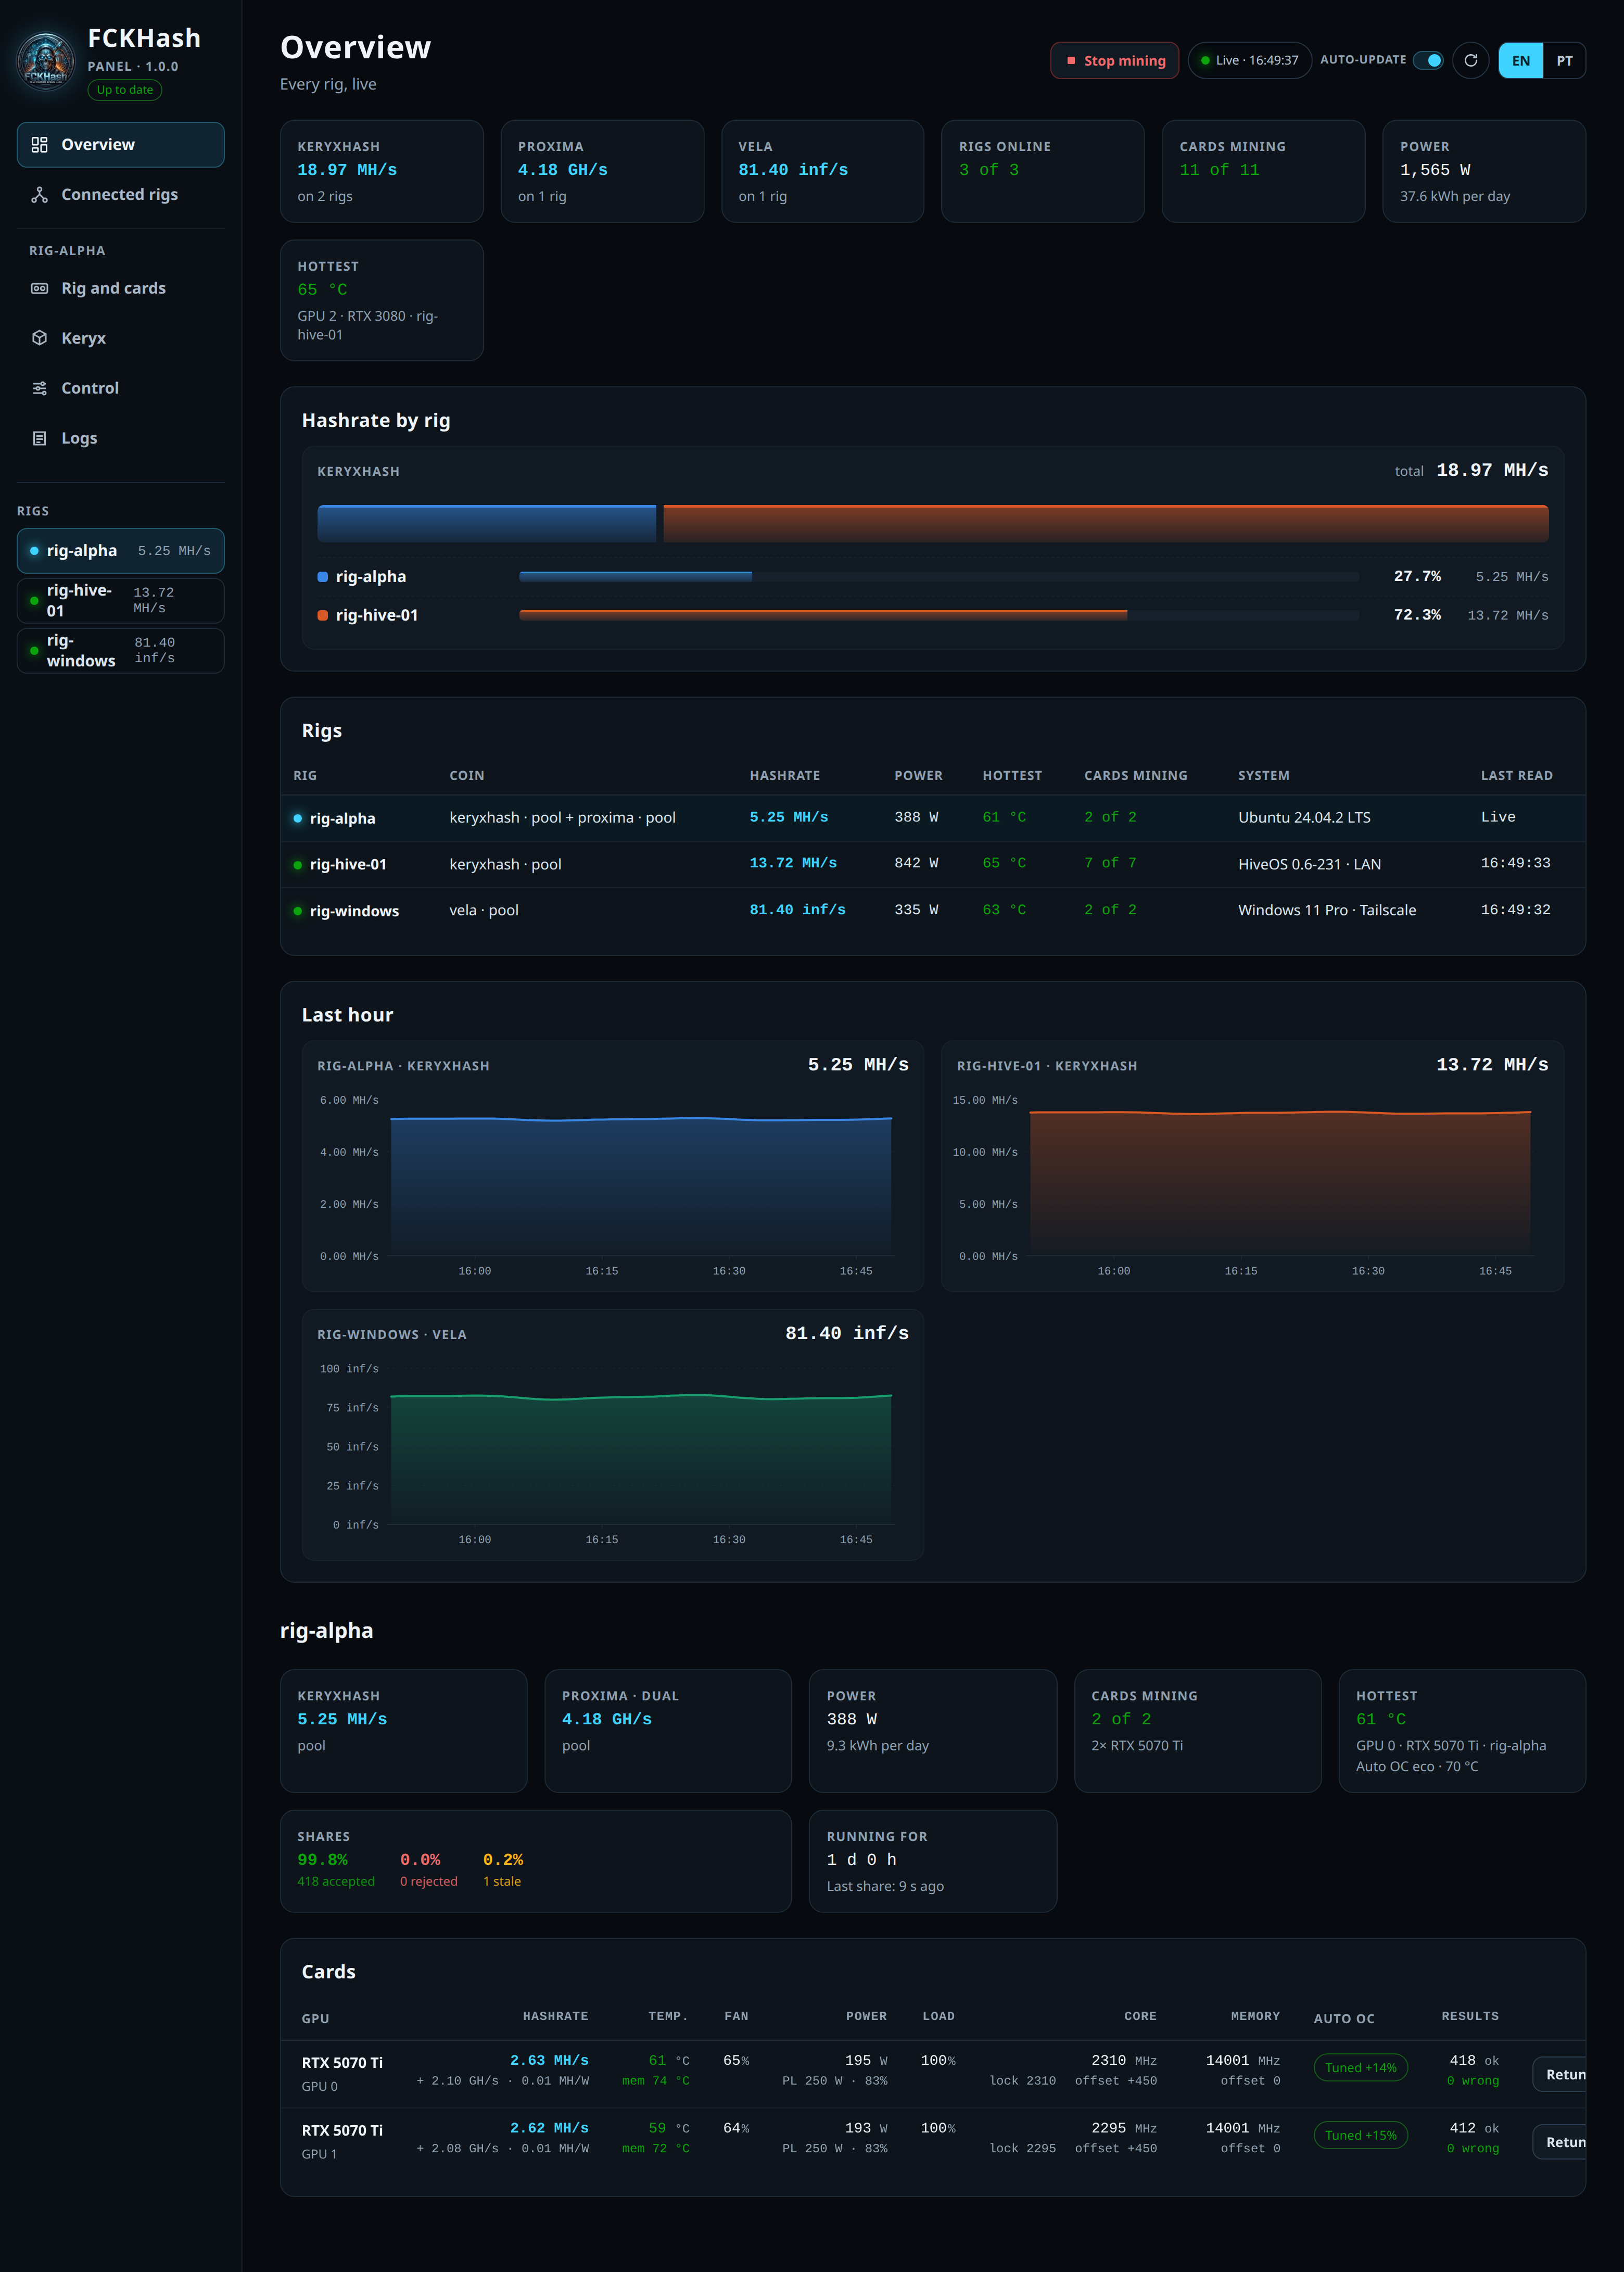 FCKHash
FCKHash
PANEL · 1.0.0
Up to date
Overview
Connected rigs
RIG-ALPHA
Rig and cards
Keryx
Control
Logs
RIGS
rig-alpha 5.25 MH/s
rig-hive-
01
13.72
MH/s
rig-
windows
81.40
inf/s
Overview
Every rig, live
Stop mining
Live · 16:49:37
AUTO-UPDATE
EN PT
KERYXHASH
18.97 MH/s
on 2 rigs
PROXIMA
4.18 GH/s
on 1 rig
VELA
81.40 inf/s
on 1 rig
RIGS ONLINE
3 of 3
CARDS MINING
11 of 11
POWER
1,565 W
37.6 kWh per day
HOTTEST
65 °C
GPU 2 · RTX 3080 · rig-
hive-01
Hashrate by rig
KERYXHASH total 18.97 MH/s
rig-alpha 27.7% 5.25 MH/s
rig-hive-01 72.3% 13.72 MH/s
Rigs
RIG COIN HASHRATE POWER HOTTEST CARDS MINING SYSTEM LAST READ
rig-alpha keryxhash · pool + proxima · pool 5.25 MH/s 388 W 61 °C 2 of 2 Ubuntu 24.04.2 LTS Live
rig-hive-01 keryxhash · pool 13.72 MH/s 842 W 65 °C 7 of 7 HiveOS 0.6-231 · LAN 16:49:33
rig-windows vela · pool 81.40 inf/s 335 W 63 °C 2 of 2 Windows 11 Pro · Tailscale 16:49:32
Last hour
RIG-ALPHA · KERYXHASH 5.25 MH/s
6.00 MH/s
4.00 MH/s
2.00 MH/s
0.00 MH/s
16:00 16:15 16:30 16:45
RIG-HIVE-01 · KERYXHASH 13.72 MH/s
15.00 MH/s
10.00 MH/s
5.00 MH/s
0.00 MH/s
16:00 16:15 16:30 16:45
RIG-WINDOWS · VELA 81.40 inf/s
100 inf/s
75 inf/s
50 inf/s
25 inf/s
0 inf/s
16:00 16:15 16:30 16:45
rig-alpha
KERYXHASH
5.25 MH/s
pool
PROXIMA · DUAL
4.18 GH/s
pool
POWER
388 W
9.3 kWh per day
CARDS MINING
2 of 2
2× RTX 5070 Ti
HOTTEST
61 °C
GPU 0 · RTX 5070 Ti · rig-alpha
Auto OC eco · 70 °C
SHARES
99.8% 0.0% 0.2%
418 accepted 0 rejected 1 stale
RUNNING FOR
1 d 0 h
Last share: 9 s ago
Cards
GPU HASHRATE TEMP. FAN POWER LOAD CORE MEMORY AUTO OC RESULTS
RTX 5070 Ti 2.63 MH/s 61 °C 65% 195 W 100% 2310 MHz 14001 MHz Tuned +14% 418 ok Retun
GPU 0 + 2.10 GH/s · 0.01 MH/W mem 74 °C PL 250 W · 83% lock 2310 offset +450 offset 0 0 wrong
RTX 5070 Ti 2.62 MH/s 59 °C 64% 193 W 100% 2295 MHz 14001 MHz Tuned +15% 412 ok Retun
GPU 1 + 2.08 GH/s · 0.01 MH/W mem 72 °C PL 250 W · 83% lock 2295 offset +450 offset 0 0 wrong